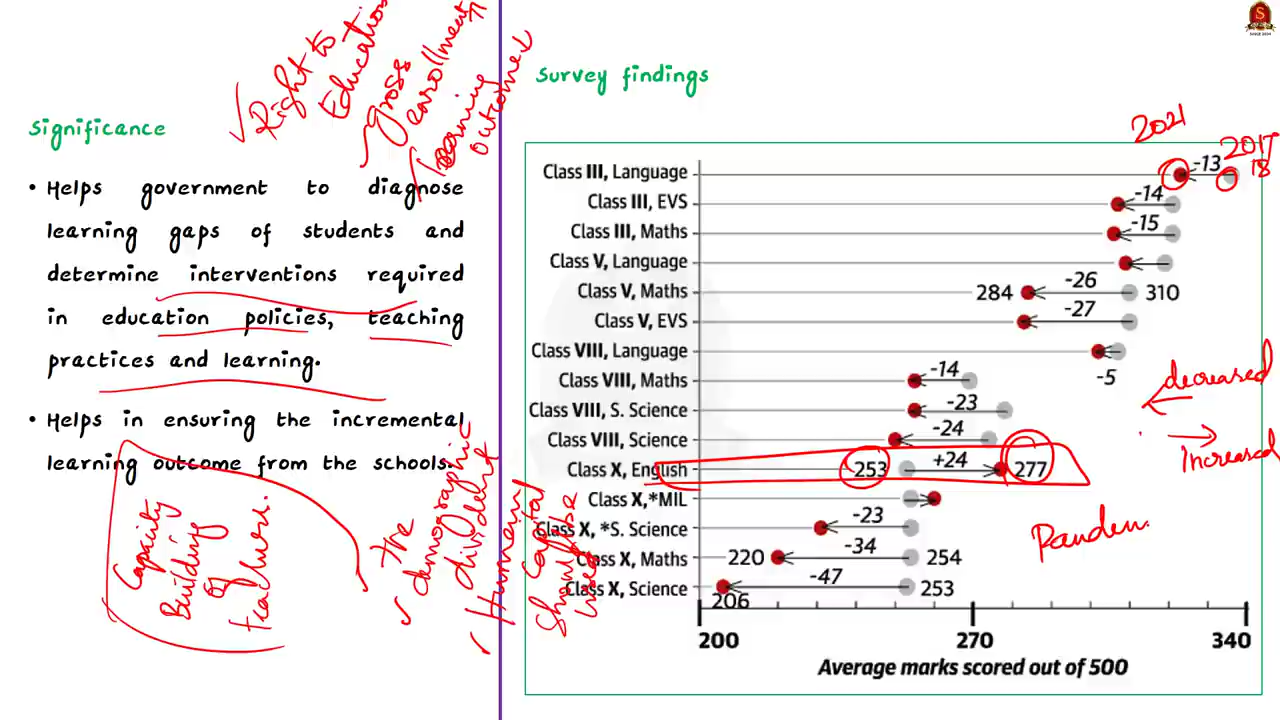 Right to
Education
Gross
enrollment
learning
outcomes
Significance
• Helps government to diagnose
learning gaps of students and
determine interventions required
in education policies, teaching
practices and learning.
• Helps in ensuring the incremental
learning outcome from the schools.
Capacity
Building
of
teachers.
The
demographic
dividend
Human
Capital
Should be
Survey findings
2021
2017
18
Class III, Language -13
Class III, EVS -14
Class III, Maths -15
Class V, Language
Class V, Maths 284 -26 310
Class V, EVS -27
Class VIII, Language -5
Class VIII, Maths -14
Class VIII, S. Science -23
Class VIII, Science -24
Class X, English 253 +24 277
Class X, *MIL
Class X, *S. Science -23
Class X, Maths 220 -34 254
Class X, Science 206 -47 253
decreased
Increased
Pandem
200 270 340
Average marks scored out of 500